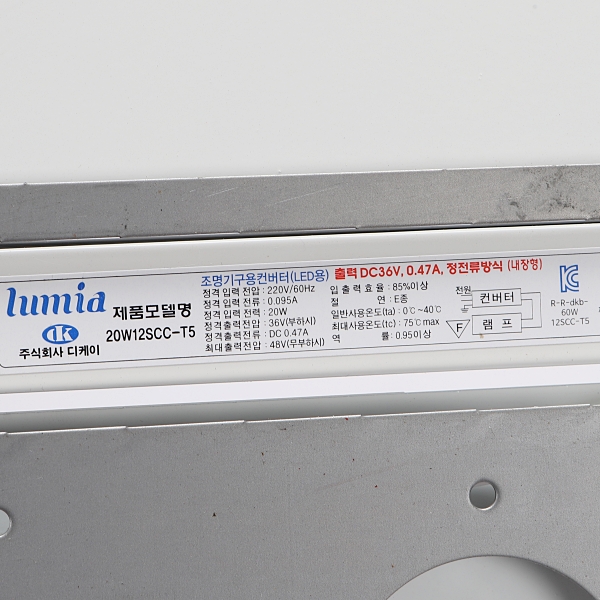 lumia
DK
주식회사 디케이
제품모델명
20W12SCC-T5
조명기구용컨버터(LED용) 출력 DC36V, 0.47A, 정전류방식 (내장형)
정격 입력 전압 : 220V/60Hz
정격 입력 전류 : 0.095A
정격 입력 전력 : 20W
정격출력전압 : 36V(부하시)
정격출력전류 : DC 0.47A
최대출력전압 : 48V(무부하시)
입 출 력 효 율 : 85%이상
절 연 : E종
일반사용온도(ta) : 0℃~40℃
최대사용온도(tc) : 75℃max
역 률 : 0.95이상
전원
컨버터
램프
F
R-R-dkb-
60W
12SCC-T5